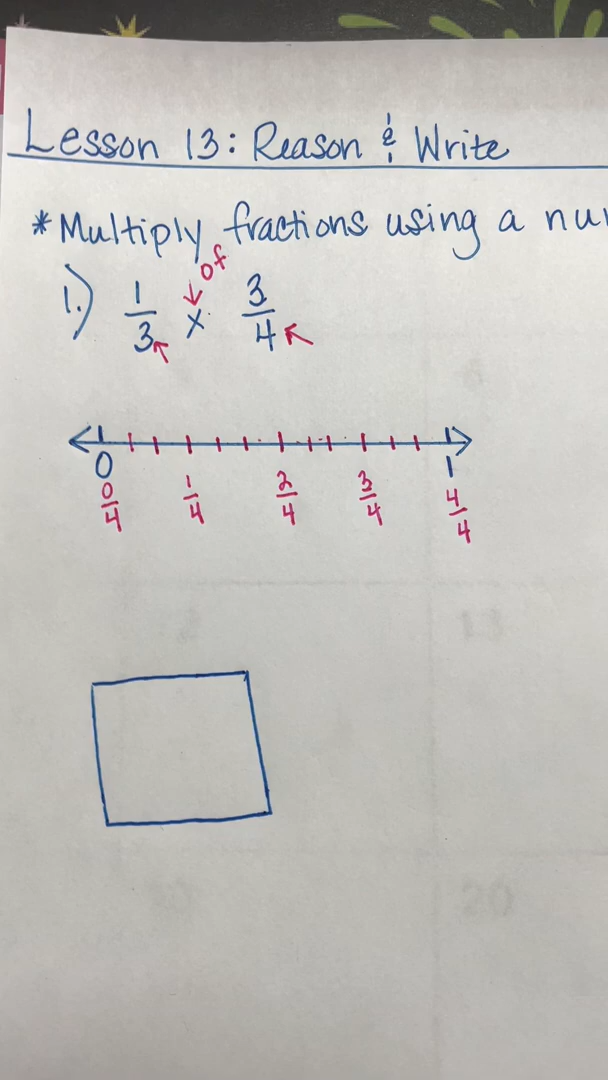 Lesson 13: Reason & Write
*Multiply fractions using a
of
1.) 1/3 x 3/4
0 1
0/4 1/4 2/4 3/4 4/4